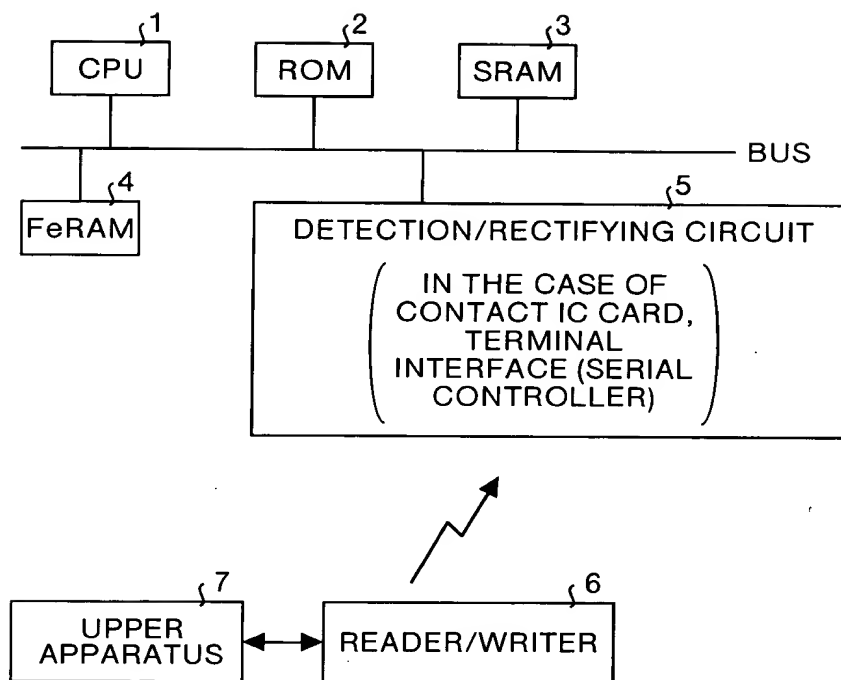 1
CPU
2
ROM
3
SRAM
BUS
4
FeRAM
5
DETECTION/RECTIFYING CIRCUIT
IN THE CASE OF
CONTACT IC CARD,
TERMINAL
INTERFACE (SERIAL
CONTROLLER)
7
UPPER
APPARATUS
6
READER/WRITER